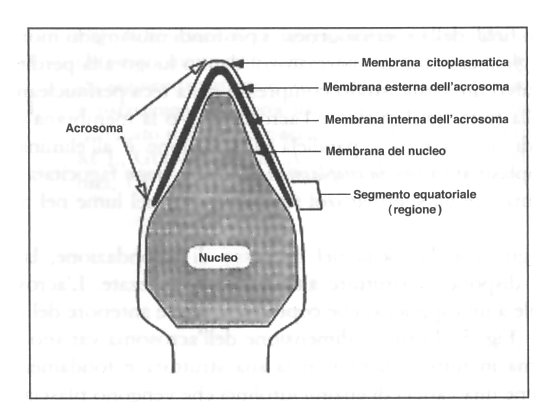 Membrana citoplasmatica
Membrana esterna dell'acrosoma
Membrana interna dell'acrosoma
Acrosoma
Membrana del nucleo
Segmento equatoriale
(regione)
Nucleo